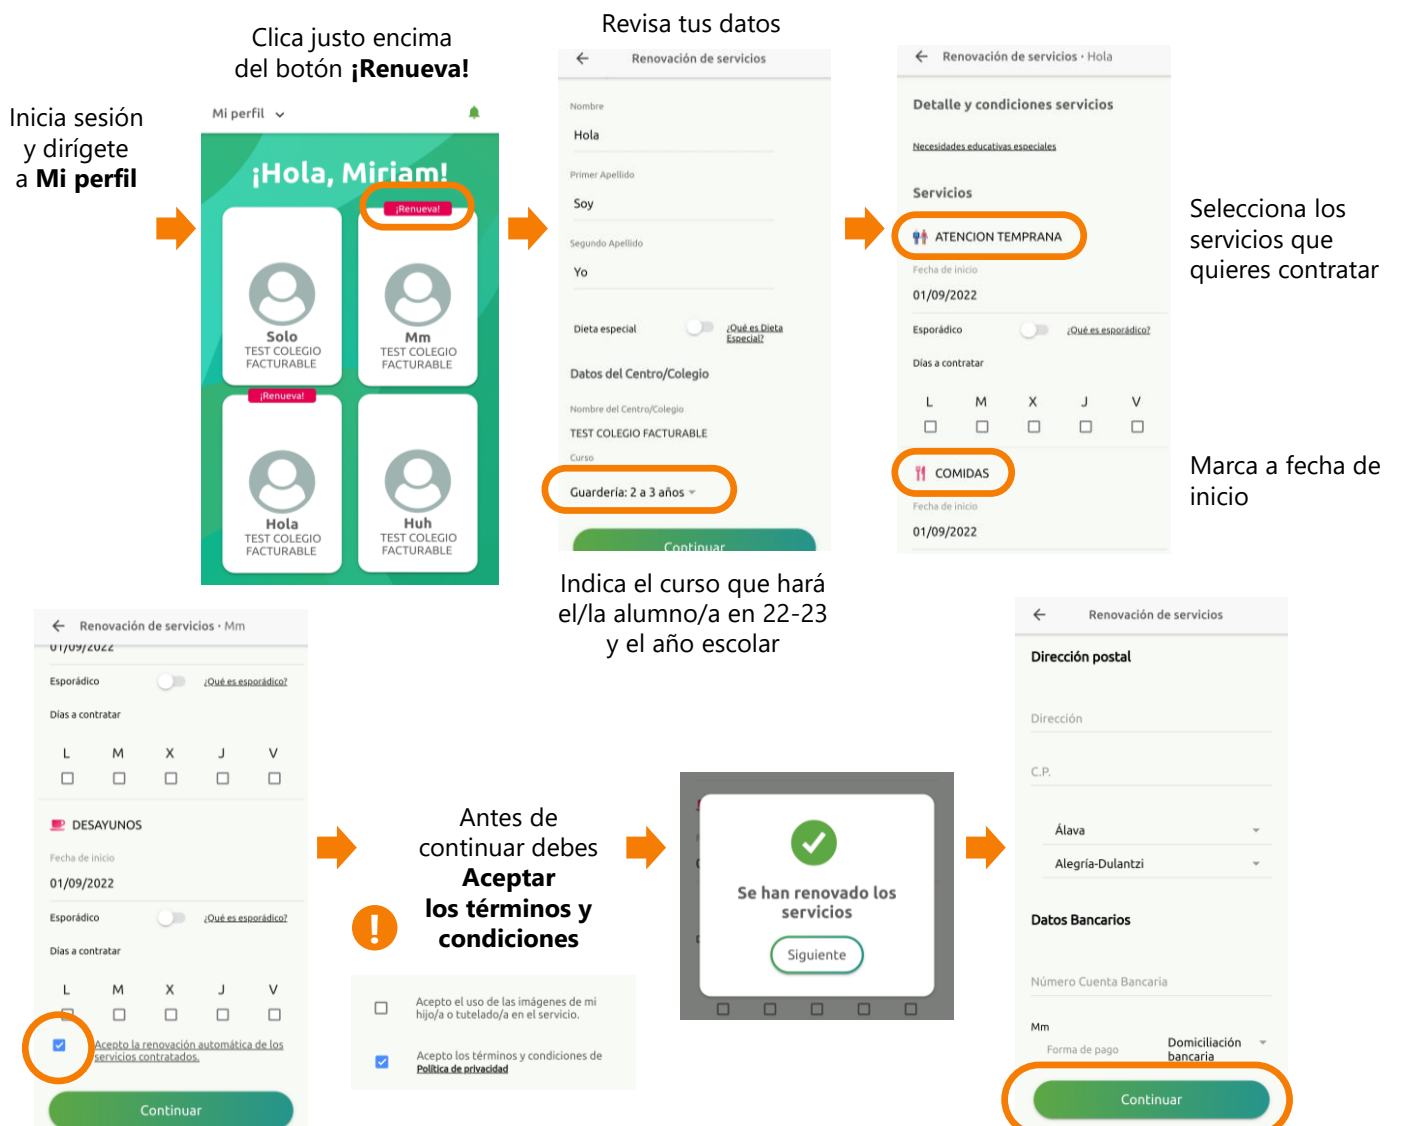 Inicia sesión
y dirígete
a Mi perfil
Clica justo encima
del botón ¡Renueva!
Mi perfil
¡Hola, Miriam!
¡Renueva!
Solo
TEST COLEGIO
FACTURABLE
Mm
TEST COLEGIO
FACTURABLE
¡Renueva!
Hola
TEST COLEGIO
FACTURABLE
Huh
TEST COLEGIO
FACTURABLE
Revisa tus datos
Renovación de servicios
Nombre
Hola
Primer Apellido
Soy
Segundo Apellido
Yo
Dieta especial
¿Qué es Dieta
Especial?
Datos del Centro/Colegio
Nombre del Centro/Colegio
TEST COLEGIO FACTURABLE
Curso
Guardería: 2 a 3 años
Continuar
Indica el curso que hará
el/la alumno/a en 22-23
y el año escolar
Renovación de servicios · Hola
Detalle y condiciones servicios
Necesidades educativas especiales
Servicios
ATENCION TEMPRANA
Fecha de inicio
01/09/2022
Esporádico
¿Qué es esporádico?
Días a contratar
L M X J V
COMIDAS
Fecha de inicio
01/09/2022
Selecciona los
servicios que
quieres contratar
Marca a fecha de
inicio
Renovación de servicios · Mm
01/09/2022
Esporádico
¿Qué es esporádico?
Días a contratar
L M X J V
DESAYUNOS
Fecha de inicio
01/09/2022
Esporádico
¿Qué es esporádico?
Días a contratar
L M X J V
Acepto la renovación automática de los
servicios contratados.
Continuar
Antes de
continuar debes
Aceptar
los términos y
condiciones
!
Acepto el uso de las imágenes de mi
hijo/a o tutelado/a en el servicio.
Acepto los términos y condiciones de
Política de privacidad
Se han renovado los
servicios
Siguiente
Renovación de servicios
Dirección postal
Dirección
C.P.
Álava
Alegría-Dulantzi
Datos Bancarios
Número Cuenta Bancaria
Mm
Forma de pago
Domiciliación
bancaria
Continuar